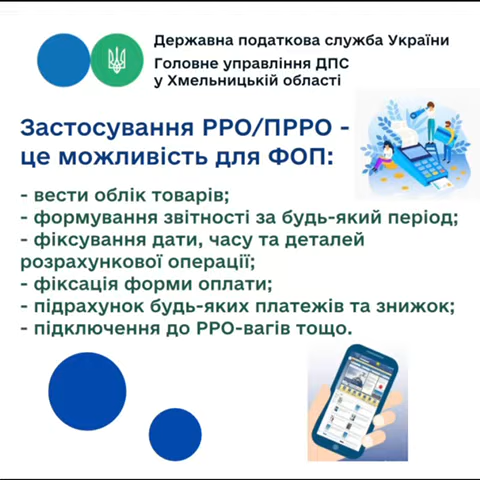 Державна податкова служба України
Головне управління ДПС
у Хмельницькій області
Застосування РРО/ПРРО -
це можливість для ФОП:
- вести облік товарів;
- формування звітності за будь-який період;
- фіксування дати, часу та деталей
розрахункової операції;
- фіксація форми оплати;
- підрахунок будь-яких платежів та знижок;
- підключення до РРО-вагів тощо.